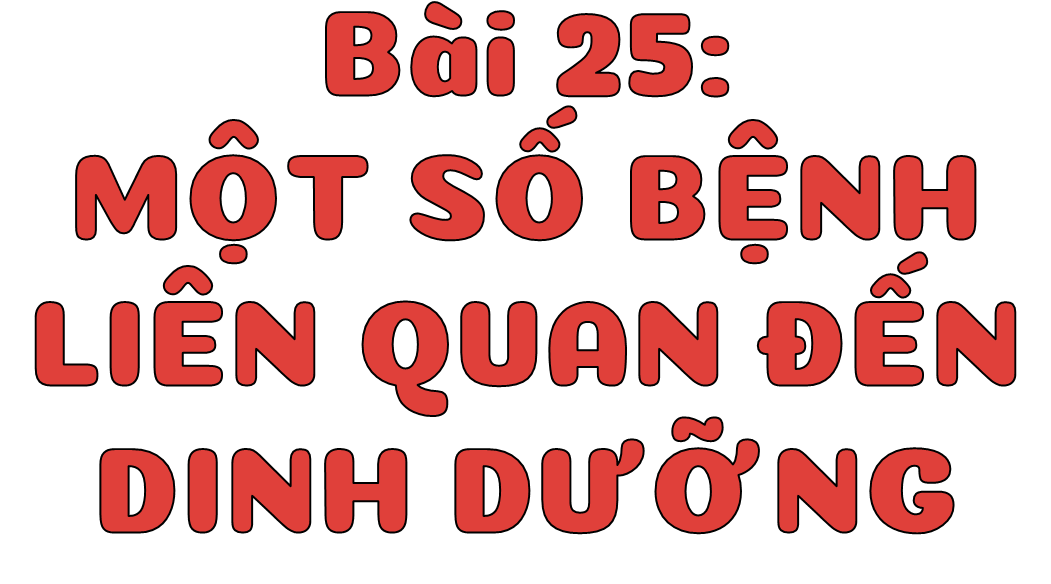 Bài 25:
MỘT SỐ BỆNH
LIÊN QUAN ĐẾN
DINH DƯỠNG